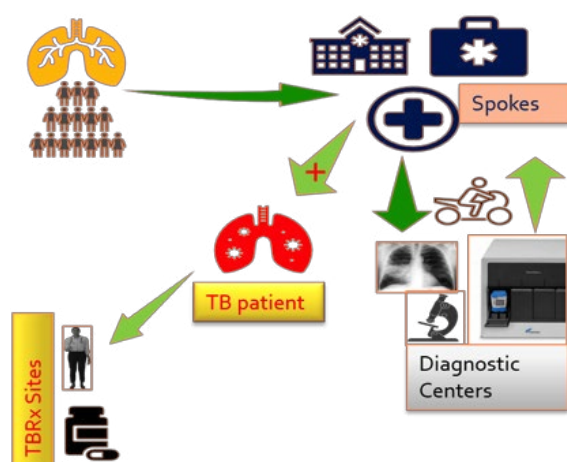 Spokes
+
TB patient
Diagnostic
Centers
TBRx Sites